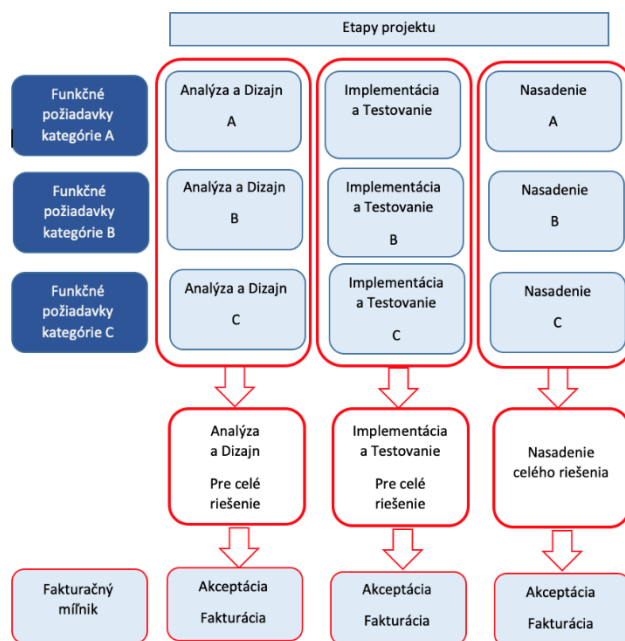 Etapy projektu
Funkčné
požiadavky
kategórie A
Analýza a Dizajn
A
Implementácia
a Testovanie
Nasadenie
A
Funkčné
požiadavky
kategórie B
Analýza a Dizajn
B
Implementácia
a Testovanie
B
Nasadenie
B
Funkčné
požiadavky
kategórie C
Analýza a Dizajn
C
Implementácia
a Testovanie
C
Nasadenie
C
Analýza
a Dizajn
Pre celé
riešenie
Implementácia
a Testovanie
Pre celé
riešenie
Nasadenie
celého riešenia
Fakturačný
míľnik
Akceptácia
Fakturácia
Akceptácia
Fakturácia
Akceptácia
Fakturácia